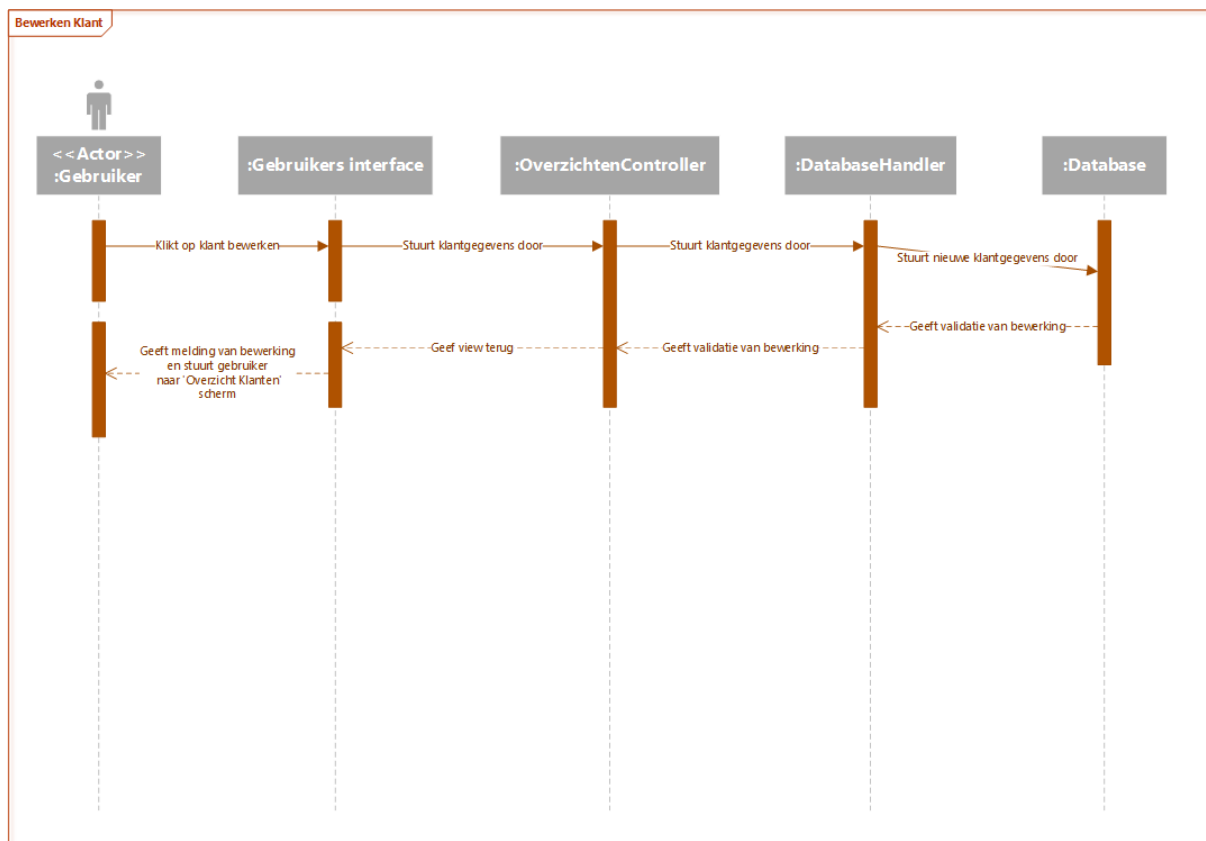 Bewerken Klant
<<Actor>>
:Gebruiker
:Gebruikers interface
:OverzichtenController
:DatabaseHandler
:Database
Klikt op klant bewerken
Stuurt klantgegevens door
Stuurt klantgegevens door
Stuurt nieuwe klantgegevens door
Geeft validatie van bewerking
Geeft validatie van bewerking
Geef view terug
Geeft melding van bewerking
en stuurt gebruiker
naar 'Overzicht Klanten'
scherm